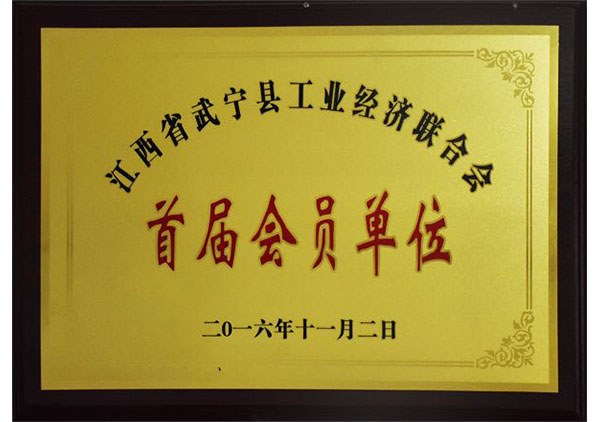 江西省武宁县工业经济联合会
首届会员单位
二0一六年十一月二日